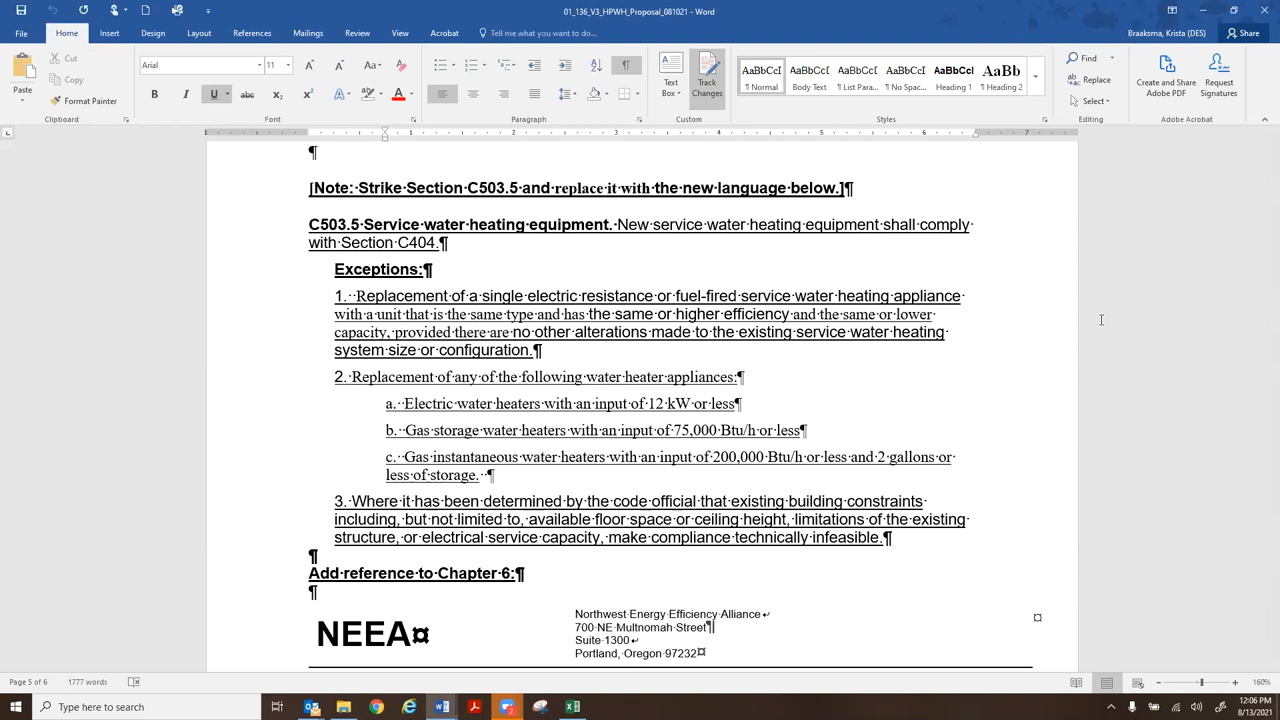 01_136_V3_HPWH_Proposal_081021 - Word
Braaksma, Krista (DES)
File Home Insert Design Layout References Mailings Review View Acrobat Tell me what you want to do... Share
Paste
Cut
Copy
Format Painter
Clipboard
Arial 11
Font
Paragraph
Text Box
Track Changes
Custom
AaBbCcI AaBbCcI AaBbCcI AaBbCcI AaBbCcI AaBb
¶ Normal Body Text ¶ List Para... ¶ No Spac... Heading 1 ¶ Heading 2
Styles
Find
Replace
Select
Editing
Create and Share Adobe PDF
Request Signatures
Adobe Acrobat
1 1 2 3 4 5 6 7
¶
[Note: Strike Section C503.5 and replace it with the new language below.]¶
C503.5 Service water heating equipment. New service water heating equipment shall comply
with Section C404.¶
Exceptions:¶
1. Replacement of a single electric resistance or fuel-fired service water heating appliance
with a unit that is the same type and has the same or higher efficiency and the same or lower
capacity, provided there are no other alterations made to the existing service water heating
system size or configuration.¶
2. Replacement of any of the following water heater appliances:¶
a. Electric water heaters with an input of 12 kW or less¶
b. Gas storage water heaters with an input of 75,000 Btu/h or less¶
c. Gas instantaneous water heaters with an input of 200,000 Btu/h or less and 2 gallons or
less of storage. ¶
3. Where it has been determined by the code official that existing building constraints
including, but not limited to, available floor space or ceiling height, limitations of the existing
structure, or electrical service capacity, make compliance technically infeasible.¶
¶
Add reference to Chapter 6:¶
¶
NEEA¤
Northwest Energy Efficiency Alliance
700 NE Multnomah Street¶
Suite 1300
Portland, Oregon 97232¤
¤
Page 5 of 6 1777 words
160%
Type here to search
12:06 PM
8/13/2021